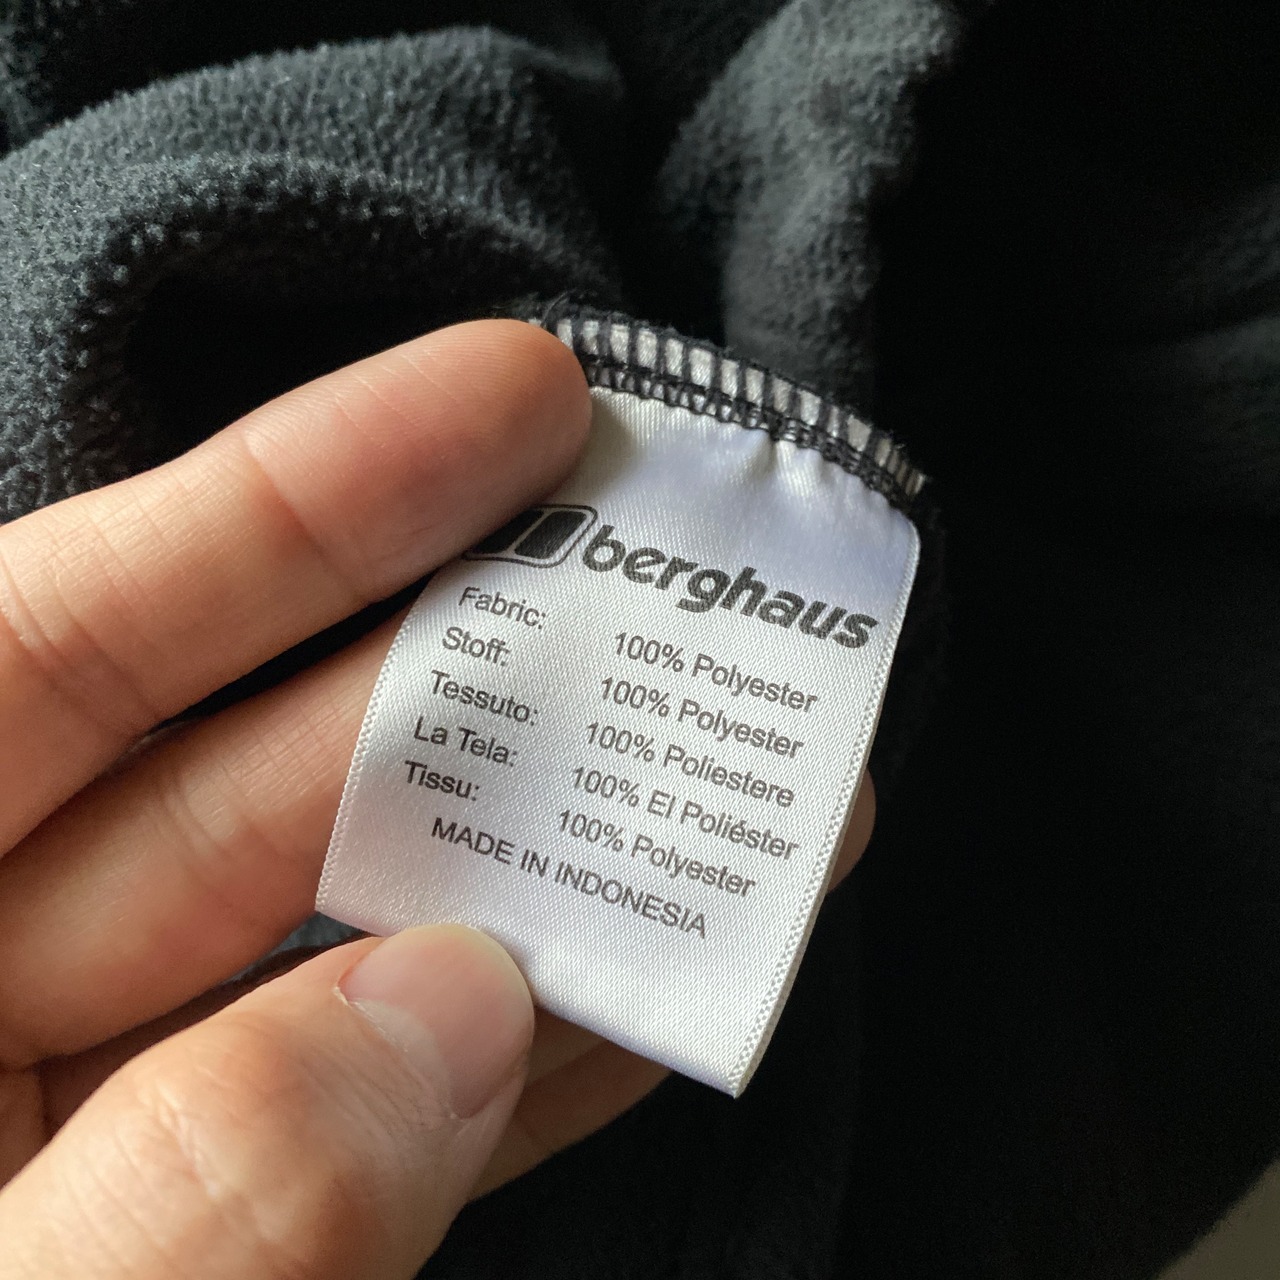 berghaus
Fabric: 100% Polyester
Stoff: 100% Polyester
Tessuto: 100% Poliestere
La Tela: 100% El Poliéster
Tissu: 100% Polyester
MADE IN INDONESIA